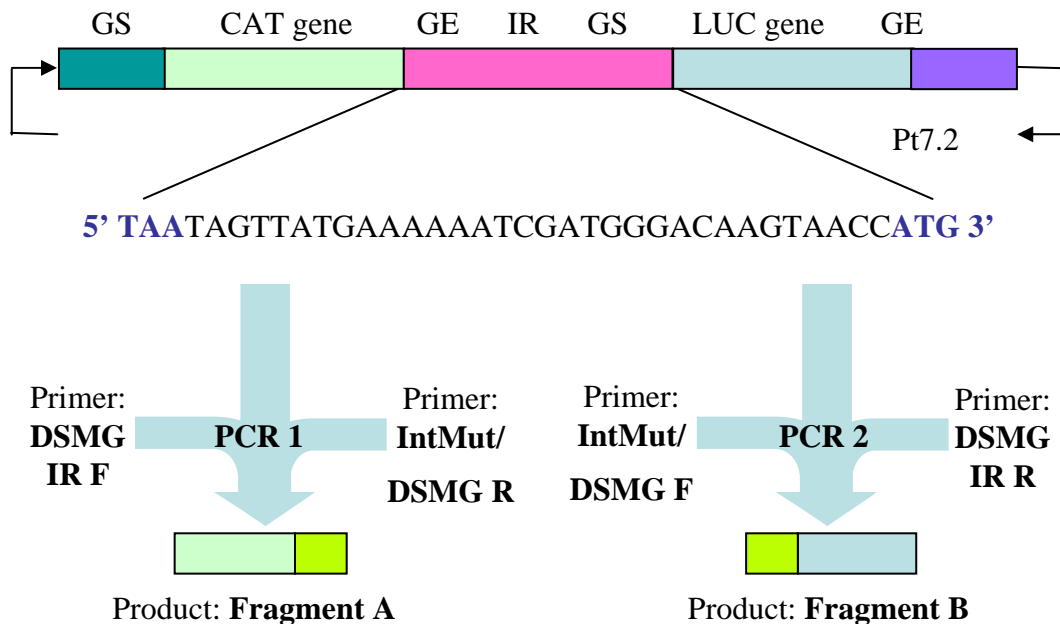 GS CAT gene GE IR GS LUC gene GE
Pt7.2
5’ TAATAGTTATGAAAAAATCGATGGGACAAGTAACCATG 3’
Primer:
DSMG
IR F
PCR 1
Primer:
IntMut/
DSMG R
Primer:
IntMut/
DSMG F
PCR 2
Primer:
DSMG
IR R
Product: Fragment A
Product: Fragment B